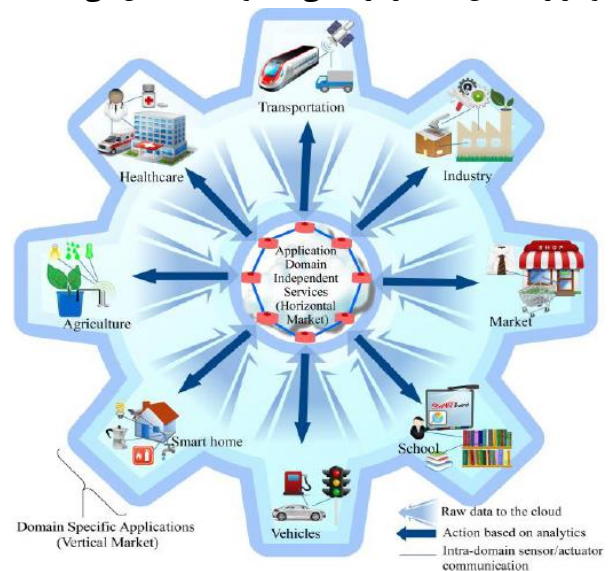 Transportation
Healthcare
Industry
Application
Domain
Independent
Services
(Horizontal
Market)
SHOP
Agriculture
Market
Smart home
School
Vehicles
Domain Specific Applications
(Vertical Market)
Raw data to the cloud
Action based on analytics
Intra-domain sensor/actuator
communication